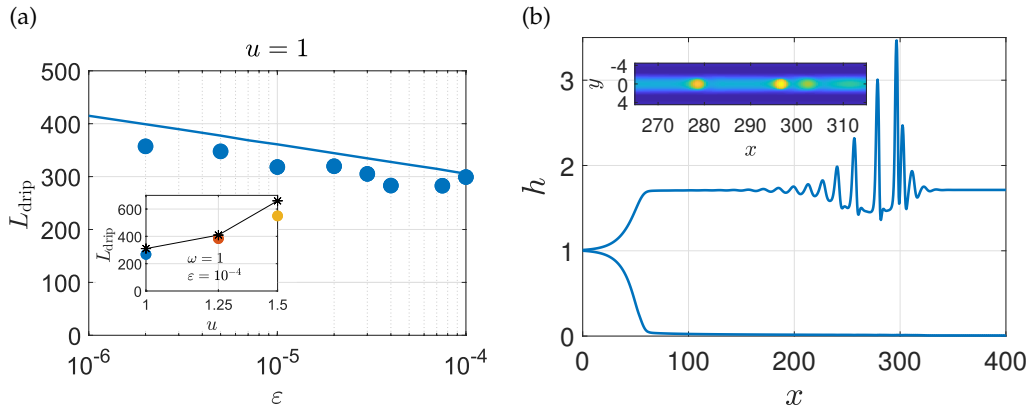 (a)
u = 1
500
400
300
200
100
0
L_drip
10^-6
10^-5
10^-4
ε
600
400
200
0
L_drip
ω = 1
ε = 10^-4
1
1.25
1.5
u
(b)
3
2
1
0
h
0
100
200
300
400
x
-4
0
4
y
270
280
290
300
310
x